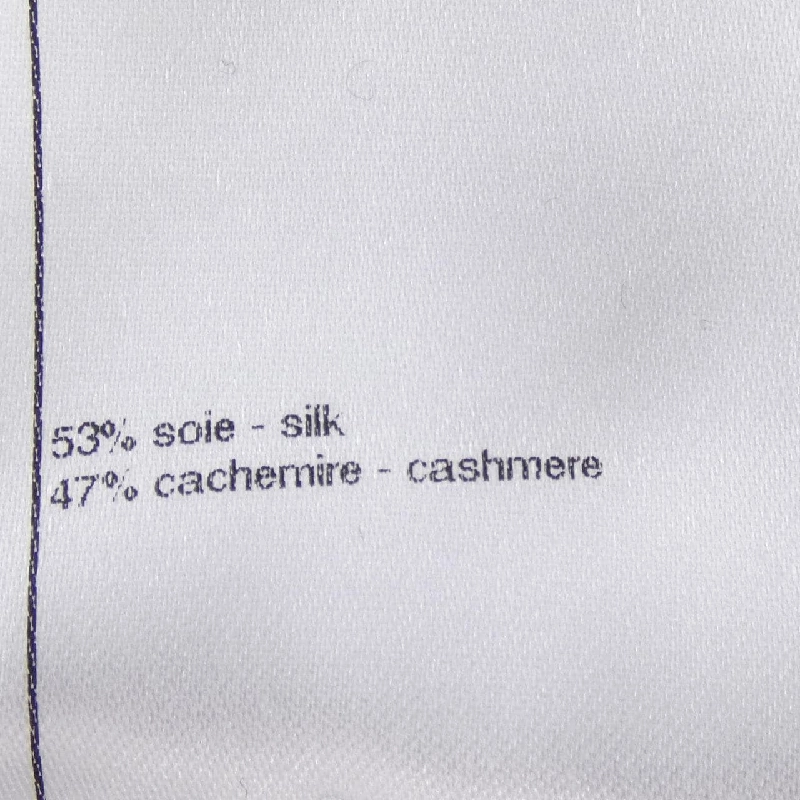 53% soie - silk
47% cachemire - cashmere